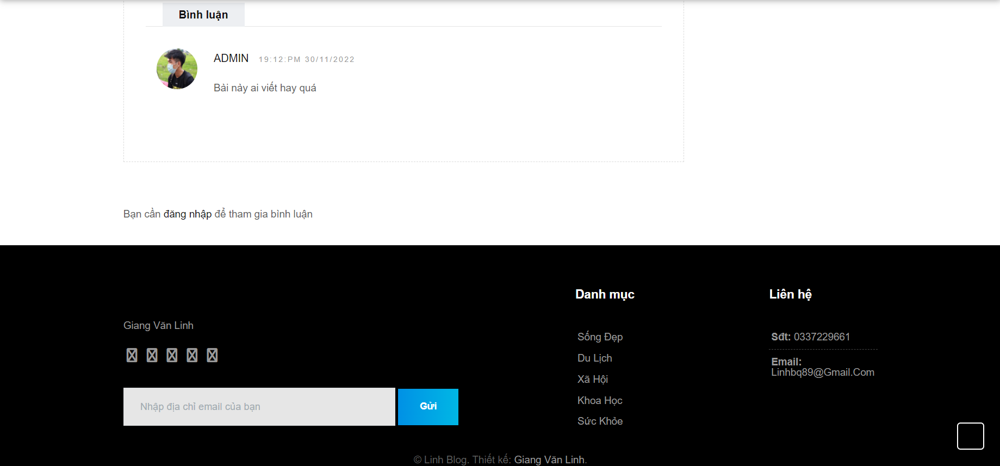 Bình luận
ADMIN 19:12:PM 30/11/2022
Bài này ai viết hay quá
Bạn cần đăng nhập để tham gia bình luận
Giang Văn Linh
Nhập địa chỉ email của bạn
Gửi
Danh mục
Sống Đẹp
Du Lịch
Xã Hội
Khoa Học
Sức Khỏe
Liên hệ
Sđt: 0337229661
Email:
Linhbq89@Gmail.Com
© Linh Blog. Thiết kế: Giang Văn Linh.